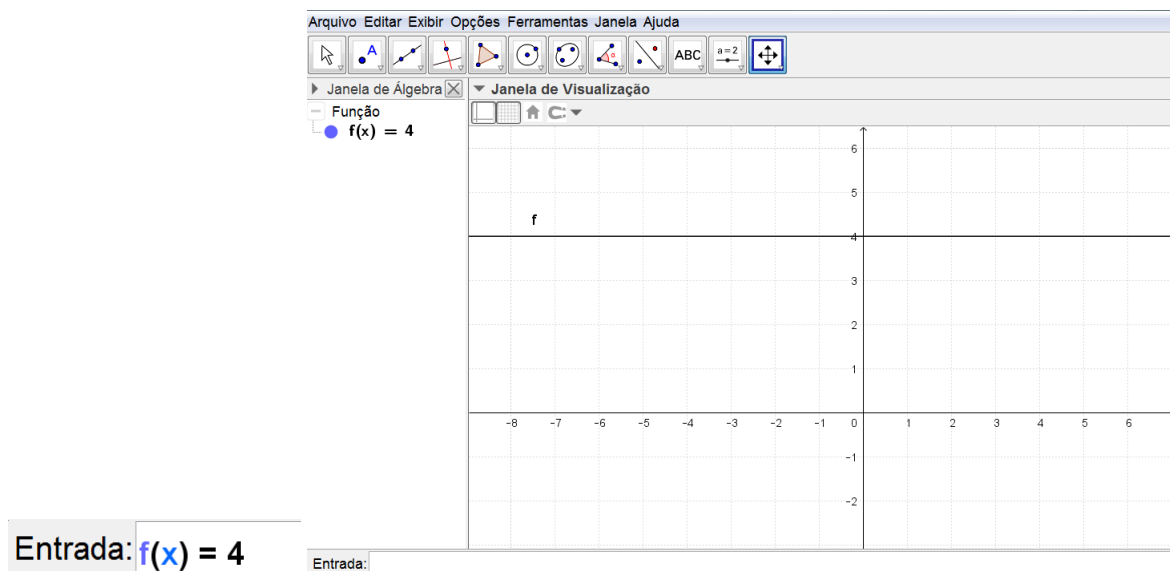 Arquivo Editar Exibir Opções Ferramentas Janela Ajuda
A
ABC
a=2
Janela de Álgebra
Janela de Visualização
Função
f(x) = 4
6
5
f
4
3
2
1
-8 -7 -6 -5 -4 -3 -2 -1 0 1 2 3 4 5 6
-1
-2
Entrada: f(x) = 4
Entrada: